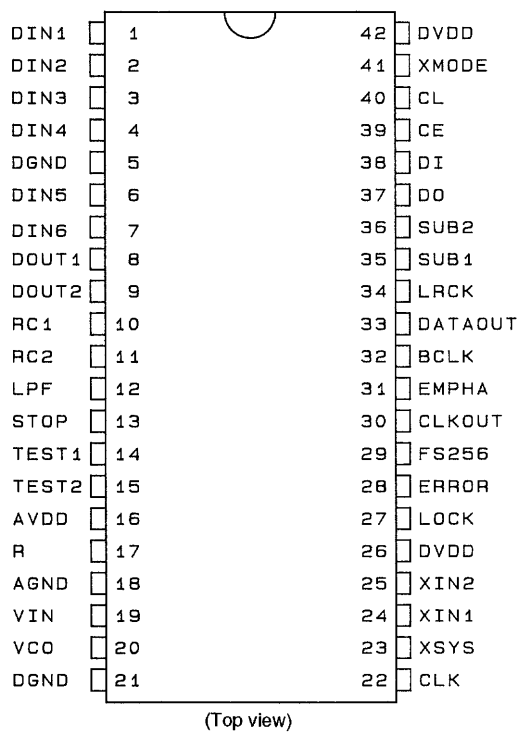 DIN1 1 42 DVDD
DIN2 2 41 XMODE
DIN3 3 40 CL
DIN4 4 39 CE
DGND 5 38 DI
DIN5 6 37 DO
DIN6 7 36 SUB2
DOUT1 8 35 SUB1
DOUT2 9 34 LRCK
RC1 10 33 DATAOUT
RC2 11 32 BCLK
LPF 12 31 EMPHA
STOP 13 30 CLKOUT
TEST1 14 29 FS256
TEST2 15 28 ERROR
AVDD 16 27 LOCK
R 17 26 DVDD
AGND 18 25 XIN2
VIN 19 24 XIN1
VCO 20 23 XSYS
DGND 21 22 CLK
(Top view)